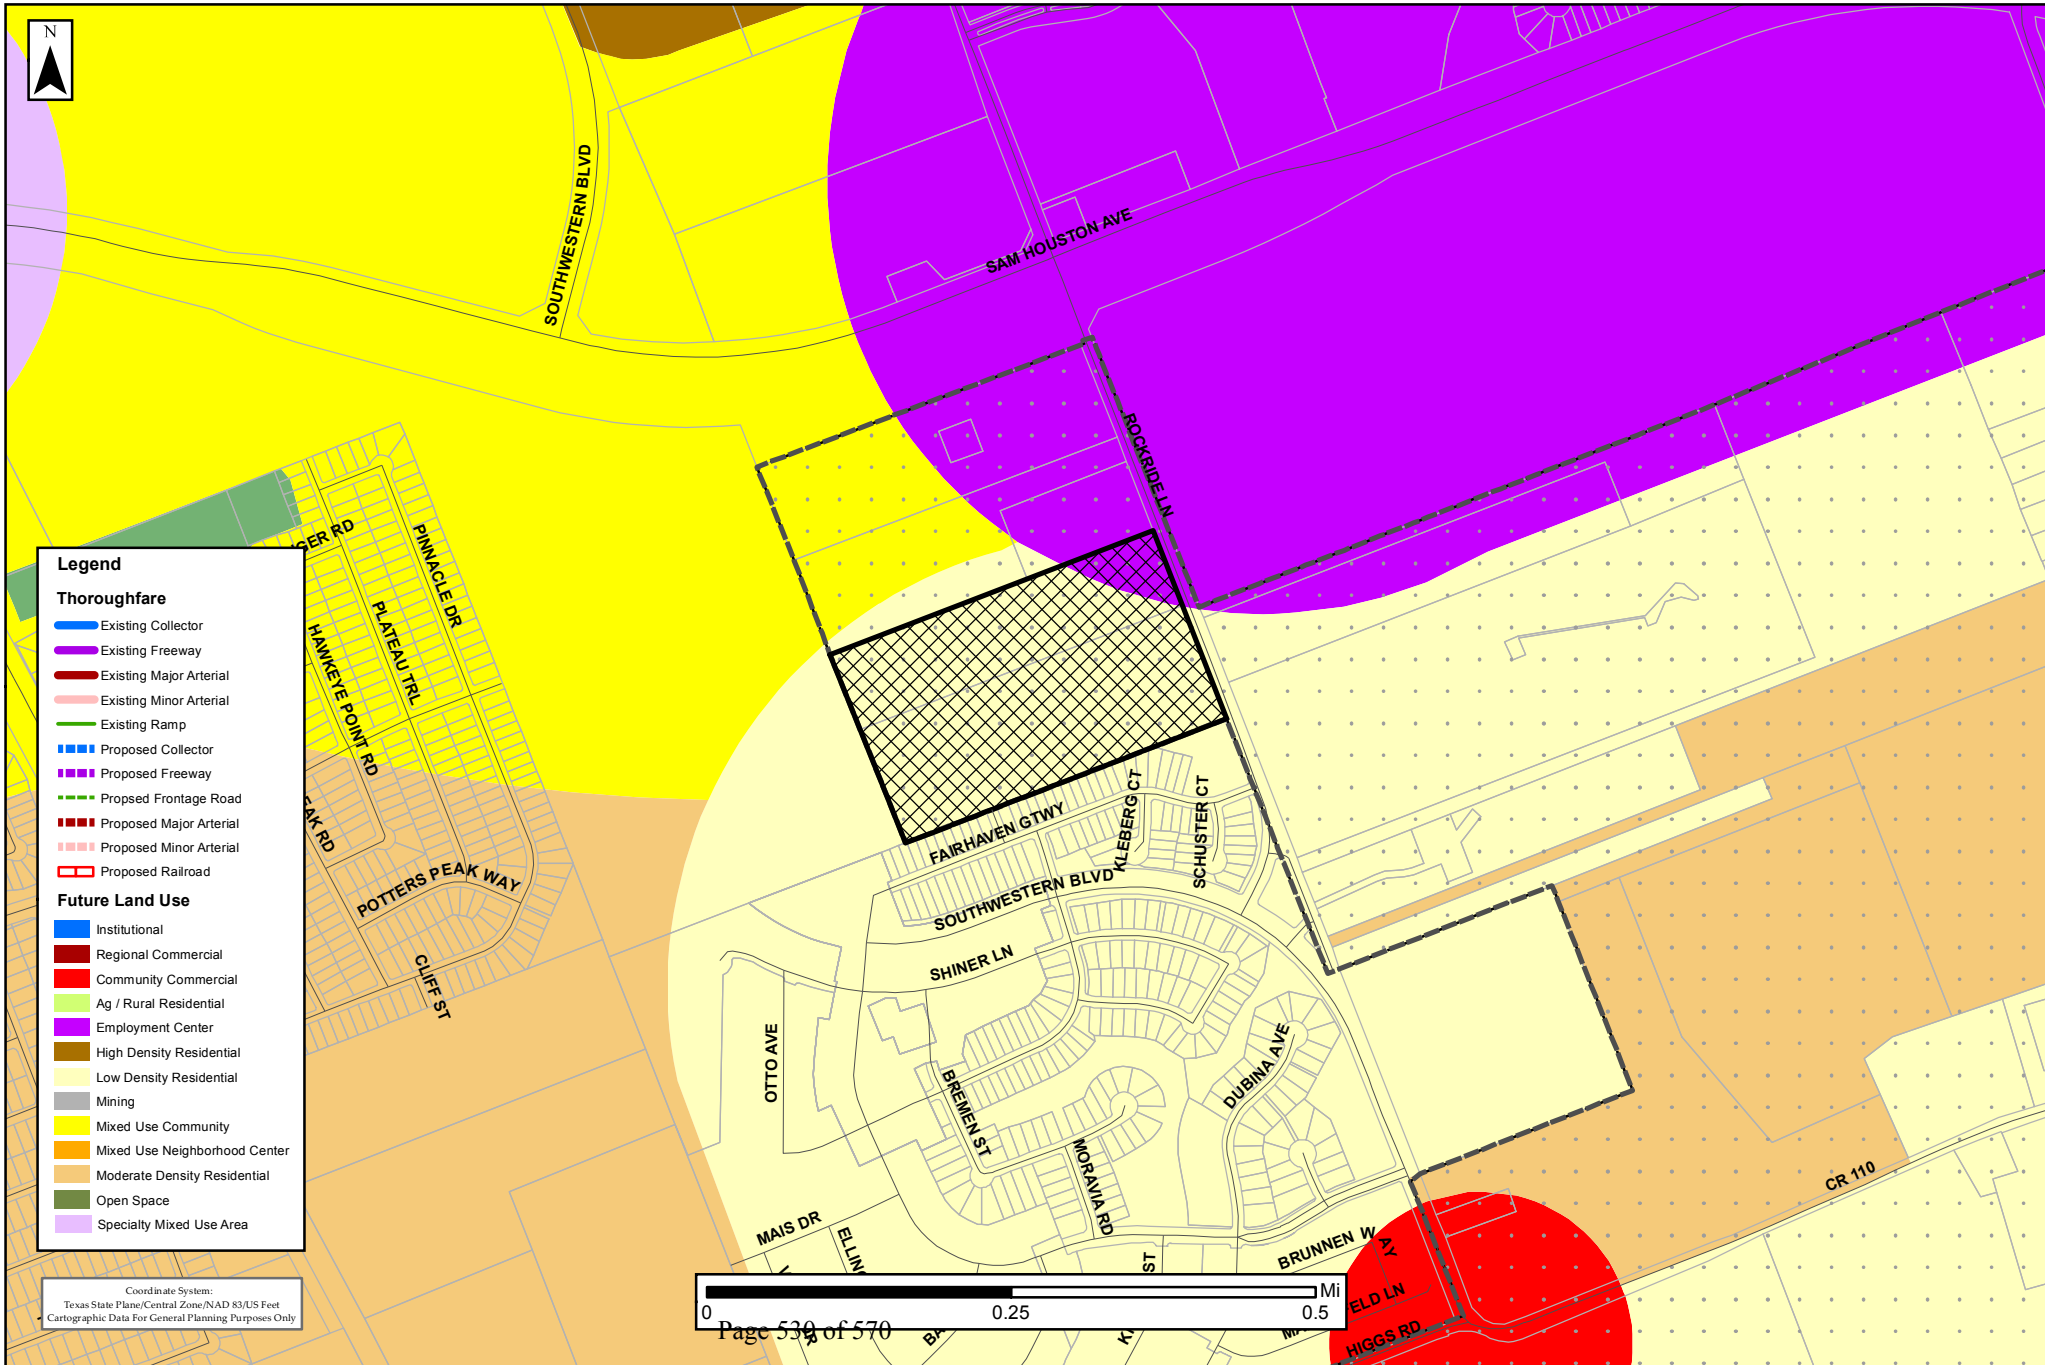 N
SOUTHWESTERN BLVD
SAM HOUSTON AVE
ROCKRIDE LN
PINNACLE DR
PLATEAU TRL
HAWKEYE POINT RD
POTTERS PEAK WAY
CLIFF ST
FAIRHAVEN GTWY
KLEBERG CT
SCHUSTER CT
SOUTHWESTERN BLVD
SHINER LN
OTTO AVE
BREMEN ST
DUBINA AVE
MORAVIA RD
MAIS DR
BRUNNEN WAY
HIGGS RD
CR 110
Legend
Thoroughfare
Existing Collector
Existing Freeway
Existing Major Arterial
Existing Minor Arterial
Existing Ramp
Proposed Collector
Proposed Freeway
Propsed Frontage Road
Proposed Major Arterial
Proposed Minor Arterial
Proposed Railroad
Future Land Use
Institutional
Regional Commercial
Community Commercial
Ag / Rural Residential
Employment Center
High Density Residential
Low Density Residential
Mining
Mixed Use Community
Mixed Use Neighborhood Center
Moderate Density Residential
Open Space
Specialty Mixed Use Area
Coordinate System:
Texas State Plane/Central Zone/NAD 83/US Feet
Cartographic Data For General Planning Purposes Only
0 0.25 0.5 Mi
Page 539 of 570